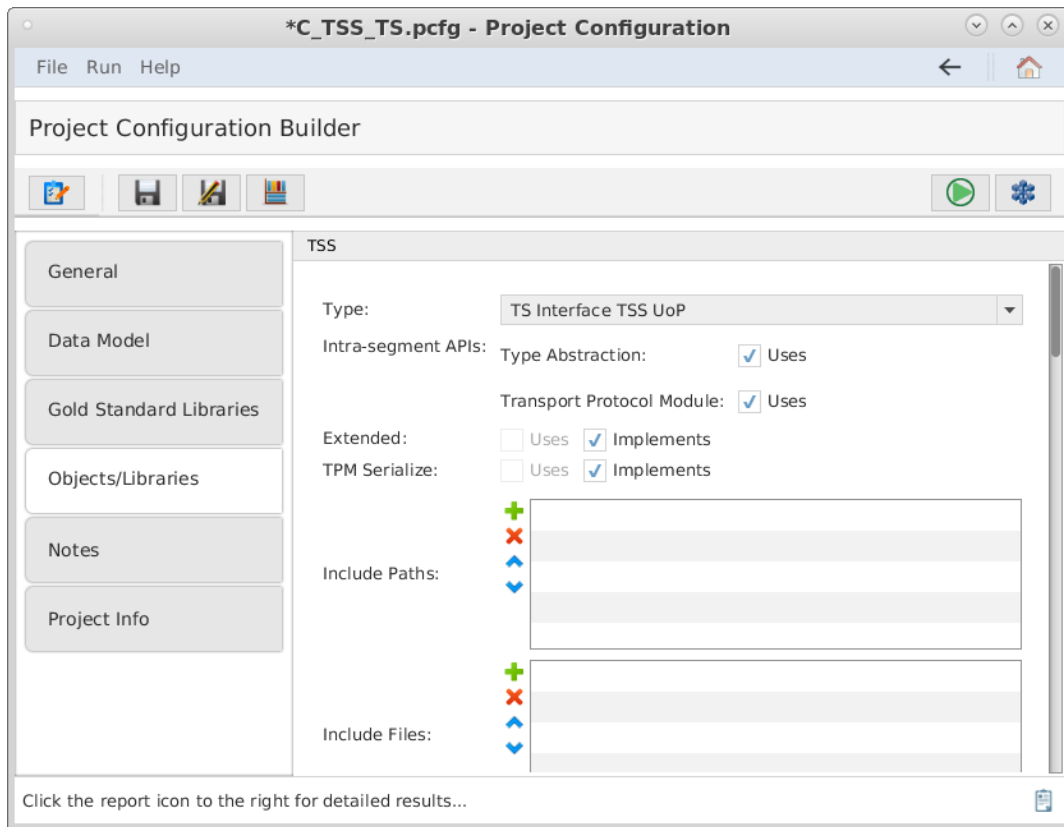 *C_TSS_TS.pcfg - Project Configuration
File Run Help
Project Configuration Builder
General
Data Model
Gold Standard Libraries
Objects/Libraries
Notes
Project Info
TSS
Type: TS Interface TSS UoP
Intra-segment APIs: Type Abstraction: Uses
Transport Protocol Module: Uses
Extended: Uses Implements
TPM Serialize: Uses Implements
Include Paths:
Include Files:
Click the report icon to the right for detailed results...